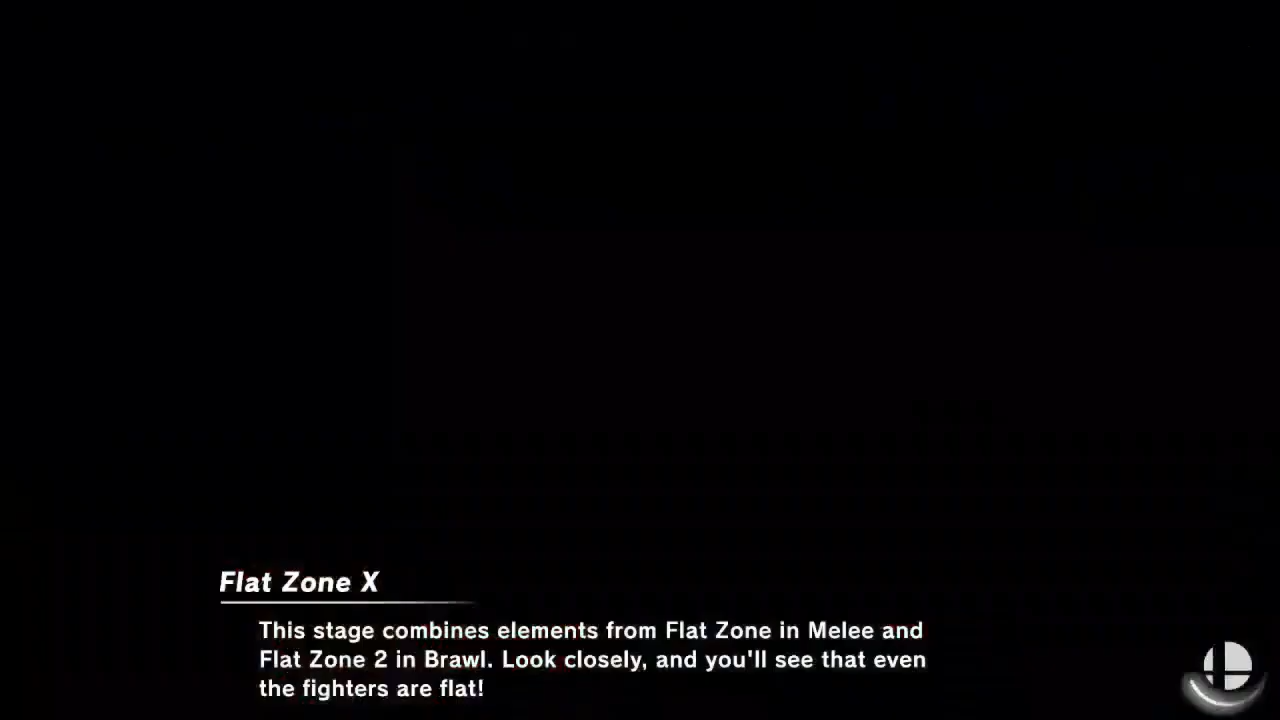 Flat Zone X
This stage combines elements from Flat Zone in Melee and
Flat Zone 2 in Brawl. Look closely, and you'll see that even
the fighters are flat!